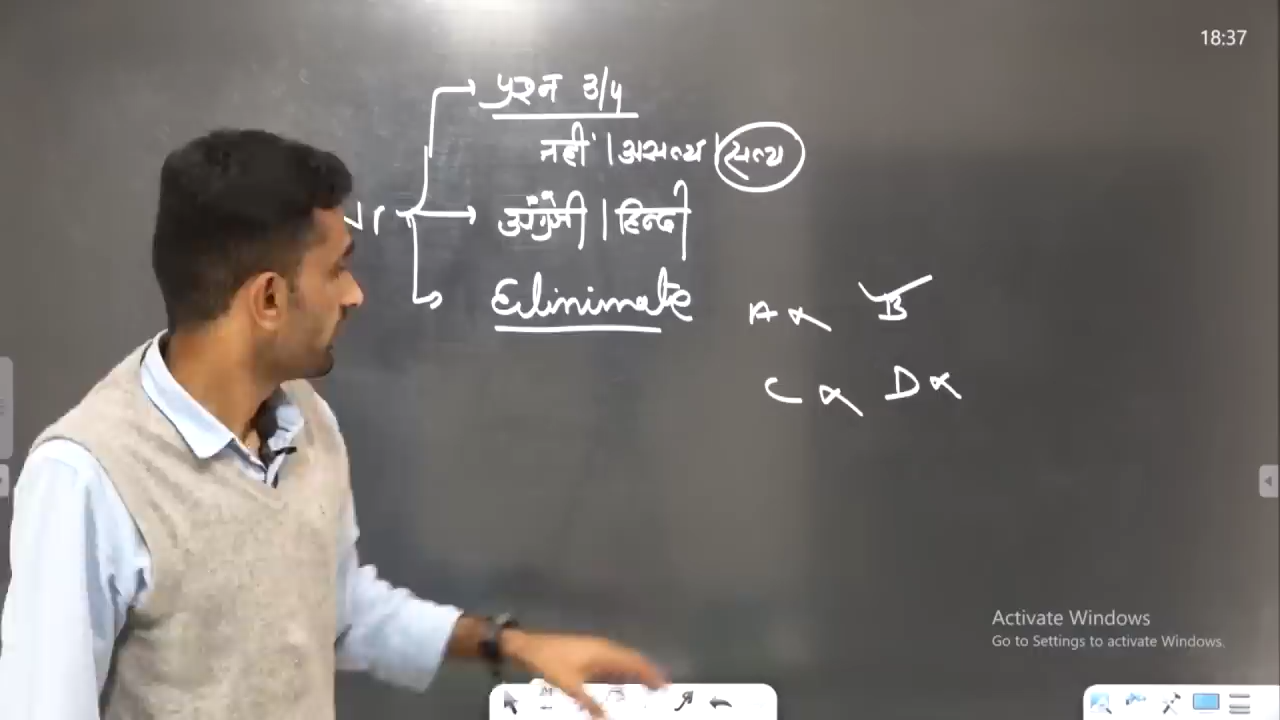 18:37
प्रश्न 3/4
नहीं | असत्य | सत्य
अंग्रेजी | हिन्दी
Eliminate
A B
C D
Activate Windows
Go to Settings to activate Windows.